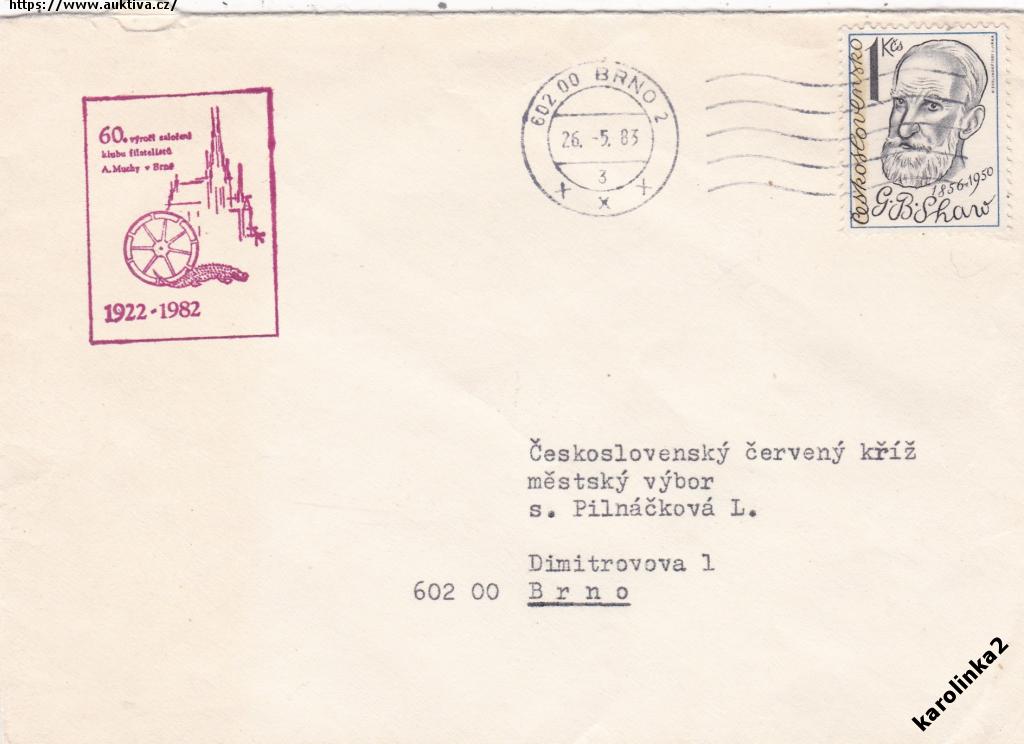 https://www.auktiva.cz/
60. výročí založení
klubu filatelistů
A. Muchy v Brně
1922 - 1982
602 00 BRNO 2
26. -5. 83
3
1 Kčs
Československo
1856-1950
G.B.Shaw
Československý červený kříž
městský výbor
s. Pilnáčková L.
Dimitrovova 1
602 00 Brno
karolinka2